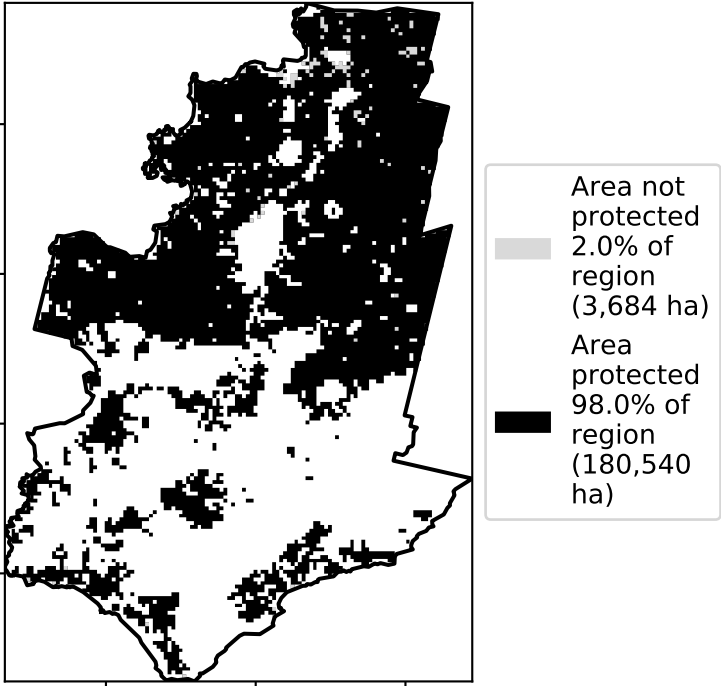 Area not
protected
2.0% of
region
(3,684 ha)
Area
protected
98.0% of
region
(180,540
ha)